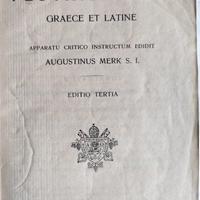 GRAECE ET LATINE
APPARATU CRITICO INSTRUCTUM EDIDIT
AUGUSTINUS MERK S. I.
EDITIO TERTIA